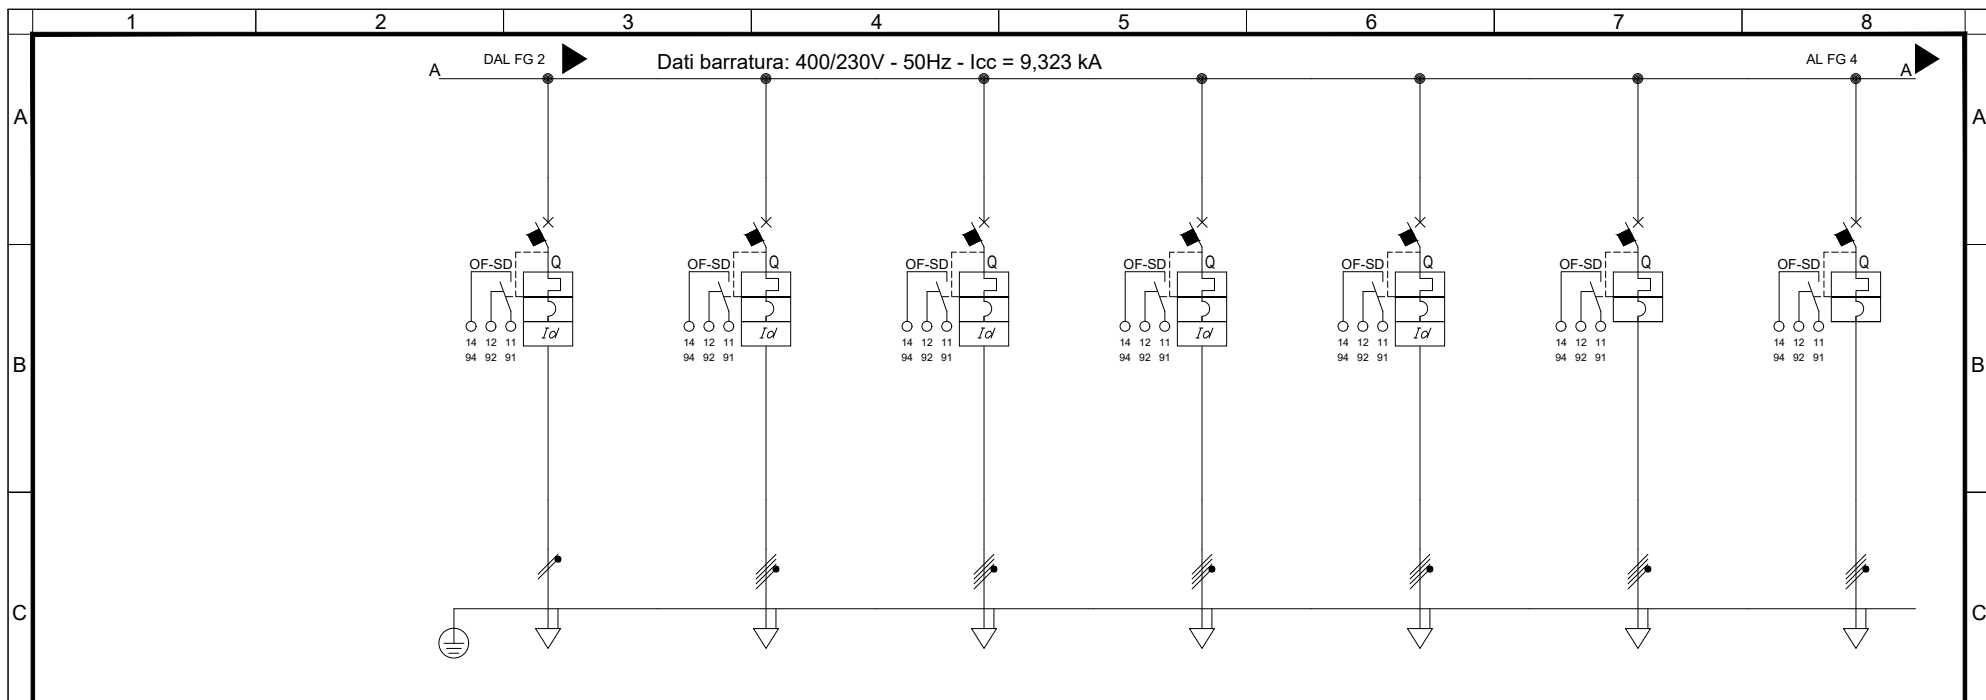 1 2 3 4 5 6 7 8
DAL FG 2 Dati barratura: 400/230V - 50Hz - Icc = 9,323 kA AL FG 4
A A
A A
OF-SD Q OF-SD Q OF-SD Q OF-SD Q OF-SD Q OF-SD Q OF-SD Q
Id Id Id Id Id
14 12 11 14 12 11 14 12 11 14 12 11 14 12 11 14 12 11 14 12 11
94 92 91 94 92 91 94 92 91 94 92 91 94 92 91 94 92 91 94 92 91
B B
C C